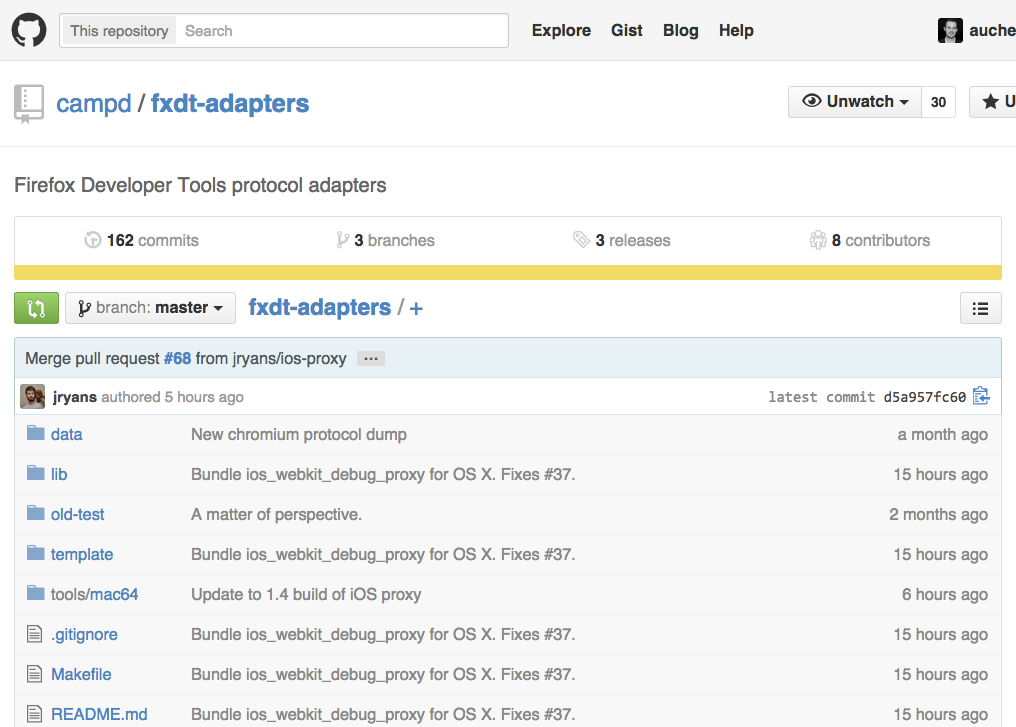 This repository Search Explore Gist Blog Help auche
campd / fxdt-adapters Unwatch 30 U
Firefox Developer Tools protocol adapters
162 commits 3 branches 3 releases 8 contributors
branch: master fxdt-adapters / +
Merge pull request #68 from jryans/ios-proxy ...
jryans authored 5 hours ago latest commit d5a957fc60
data New chromium protocol dump a month ago
lib Bundle ios_webkit_debug_proxy for OS X. Fixes #37. 15 hours ago
old-test A matter of perspective. 2 months ago
template Bundle ios_webkit_debug_proxy for OS X. Fixes #37. 15 hours ago
tools/mac64 Update to 1.4 build of iOS proxy 6 hours ago
.gitignore Bundle ios_webkit_debug_proxy for OS X. Fixes #37. 15 hours ago
Makefile Bundle ios_webkit_debug_proxy for OS X. Fixes #37. 15 hours ago
README.md Bundle ios_webkit_debug_proxy for OS X. Fixes #37. 15 hours ago